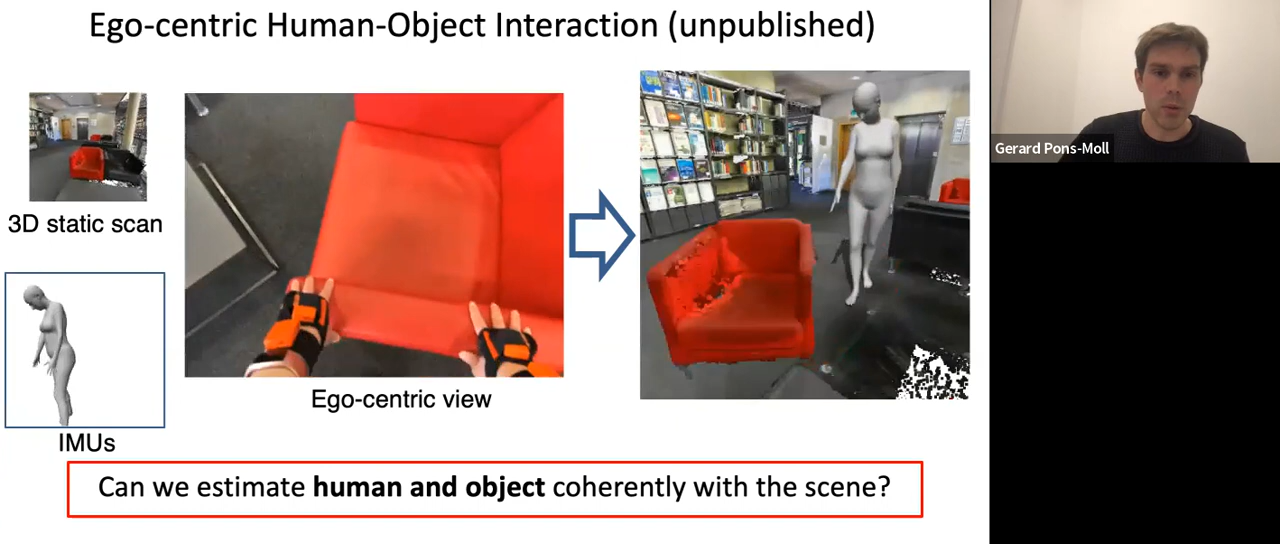 Ego-centric Human-Object Interaction (unpublished)
Gerard Pons-Moll
3D static scan
Ego-centric view
IMUs
Can we estimate human and object coherently with the scene?